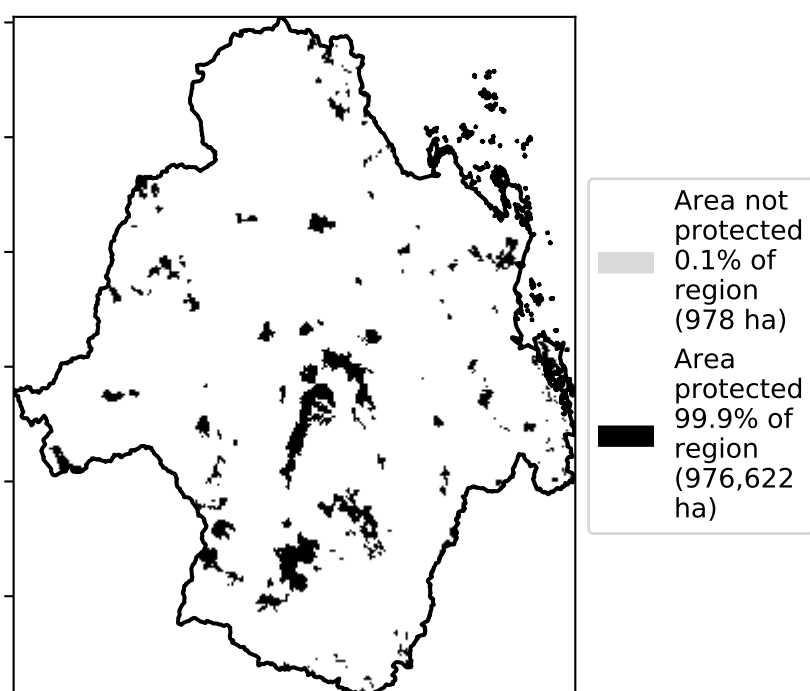 Area not
protected
0.1% of
region
(978 ha)
Area
protected
99.9% of
region
(976,622
ha)